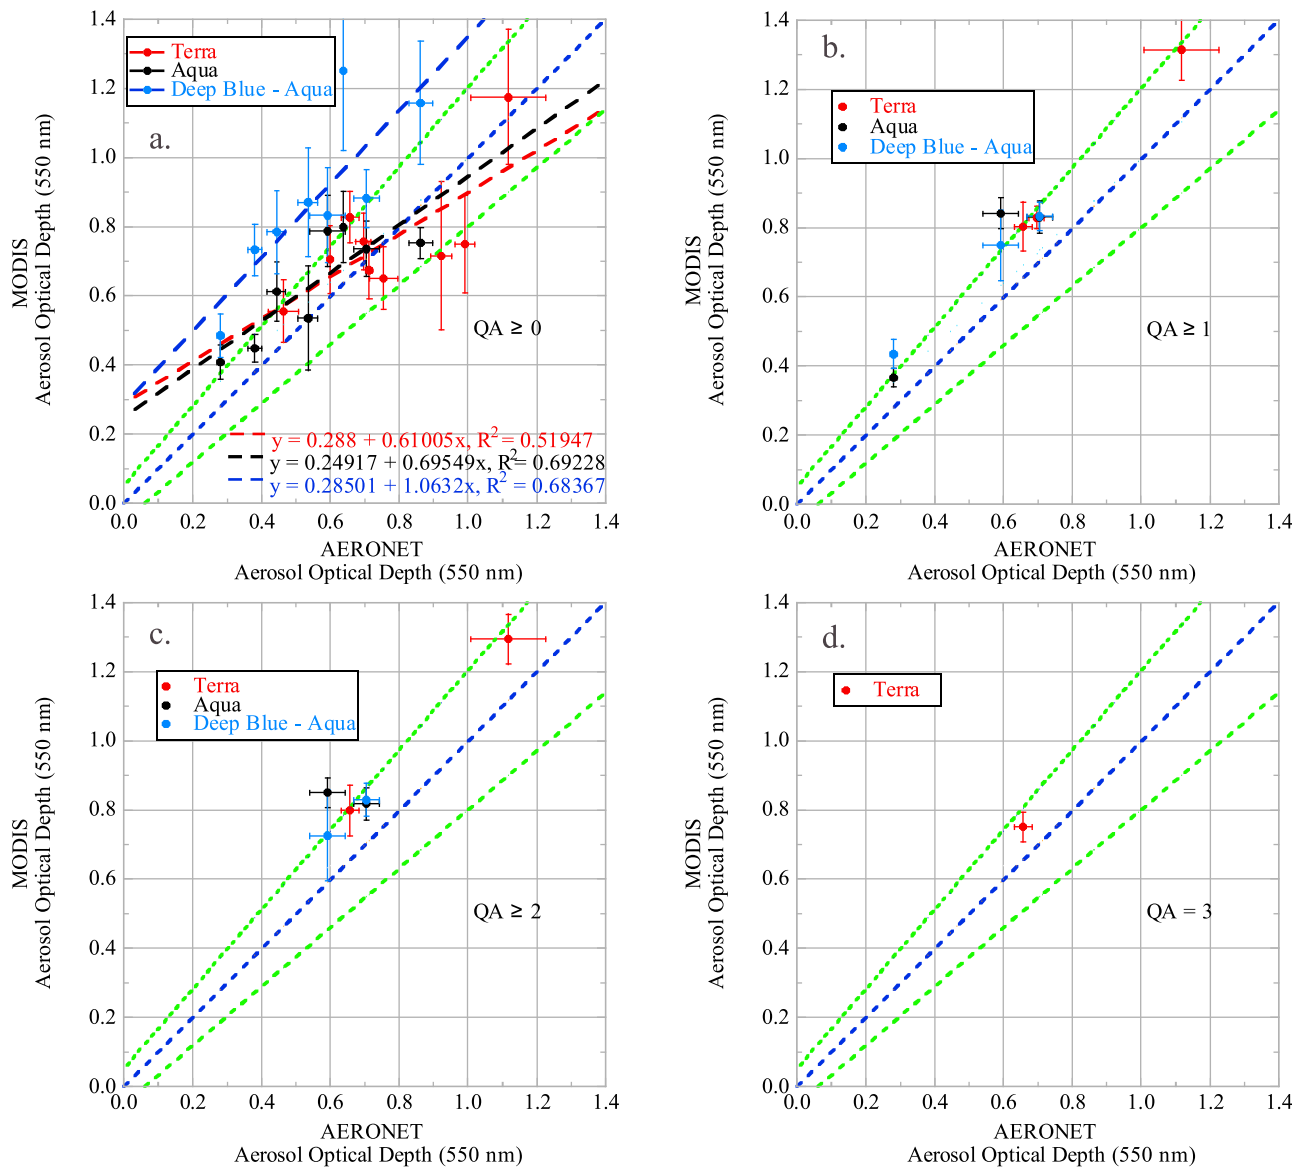 a.
Terra
Aqua
Deep Blue - Aqua
QA ≥ 0
y = 0.288 + 0.61005x, R² = 0.51947
y = 0.24917 + 0.69549x, R² = 0.69228
y = 0.28501 + 1.0632x, R² = 0.68367
MODIS
Aerosol Optical Depth (550 nm)
1.4
1.2
1.0
0.8
0.6
0.4
0.2
0.0
0.0 0.2 0.4 0.6 0.8 1.0 1.2 1.4
AERONET
Aerosol Optical Depth (550 nm)
b.
Terra
Aqua
Deep Blue - Aqua
QA ≥ 1
MODIS
Aerosol Optical Depth (550 nm)
1.4
1.2
1.0
0.8
0.6
0.4
0.2
0.0
0.0 0.2 0.4 0.6 0.8 1.0 1.2 1.4
AERONET
Aerosol Optical Depth (550 nm)
c.
Terra
Aqua
Deep Blue - Aqua
QA ≥ 2
MODIS
Aerosol Optical Depth (550 nm)
1.4
1.2
1.0
0.8
0.6
0.4
0.2
0.0
0.0 0.2 0.4 0.6 0.8 1.0 1.2 1.4
AERONET
Aerosol Optical Depth (550 nm)
d.
Terra
QA = 3
MODIS
Aerosol Optical Depth (550 nm)
1.4
1.2
1.0
0.8
0.6
0.4
0.2
0.0
0.0 0.2 0.4 0.6 0.8 1.0 1.2 1.4
AERONET
Aerosol Optical Depth (550 nm)